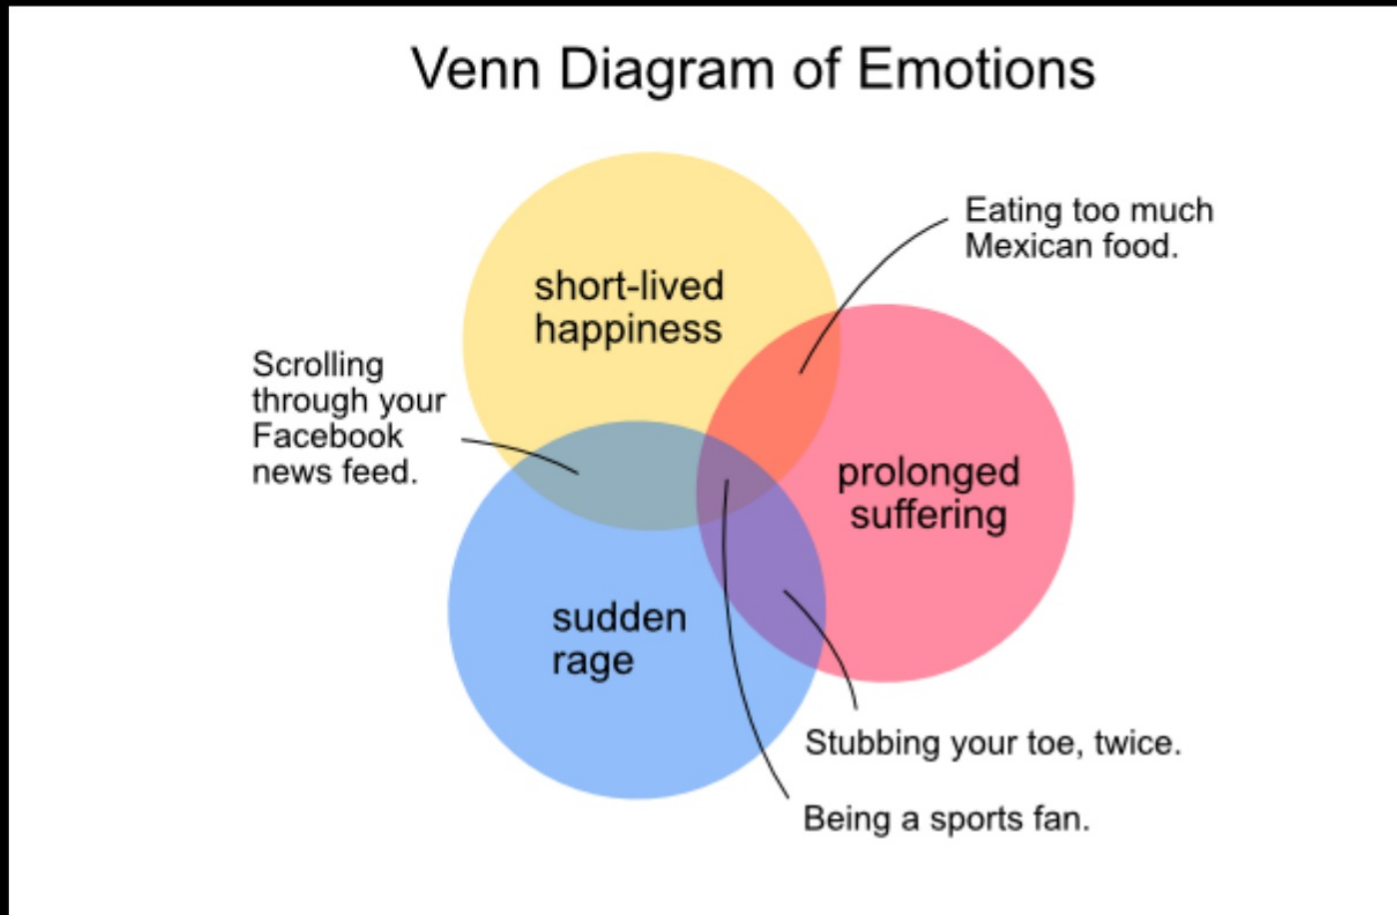 Venn Diagram of Emotions
Eating too much
Mexican food.
short-lived
happiness
Scrolling
through your
Facebook
news feed.
prolonged
suffering
sudden
rage
Stubbing your toe, twice.
Being a sports fan.